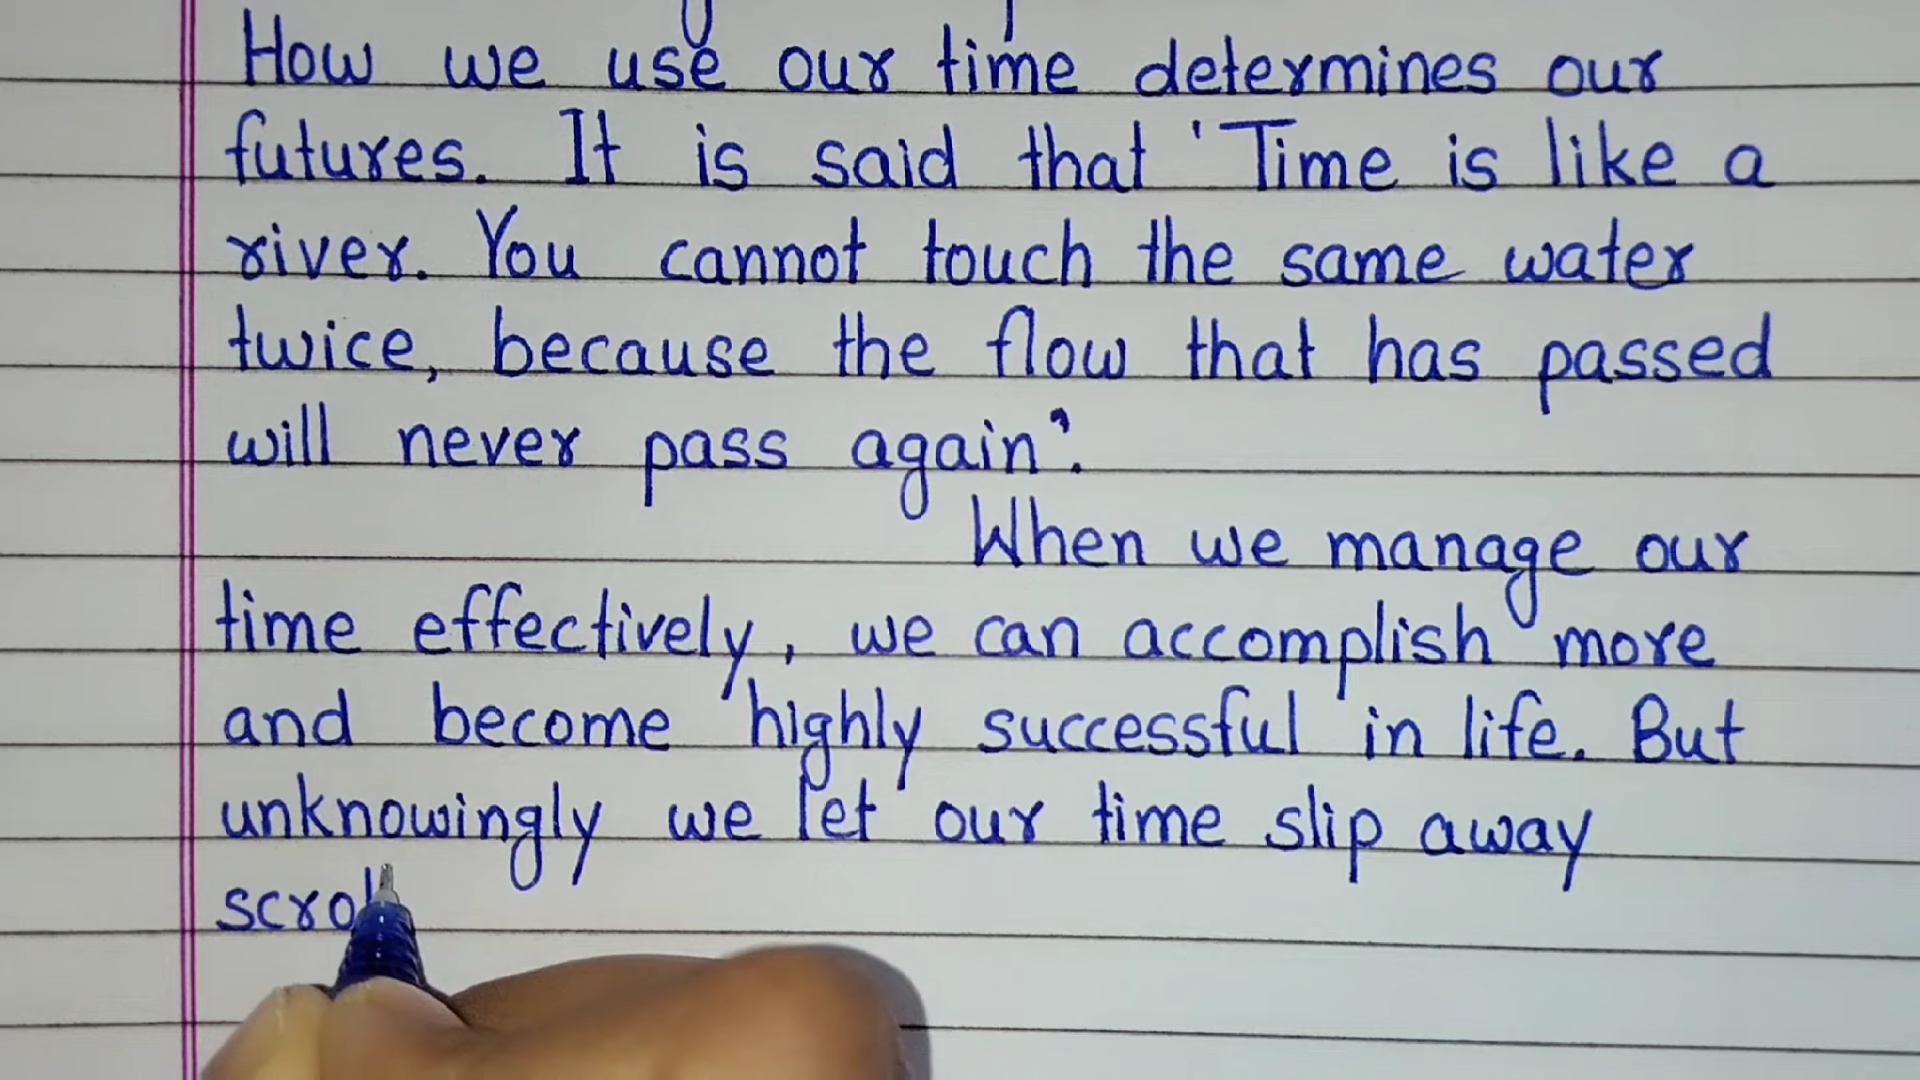 How we use our time determines our
futures. It is said that 'Time is like a
river. You cannot touch the same water
twice, because the flow that has passed
will never pass again'.
When we manage our
time effectively, we can accomplish more
and become highly successful in life. But
unknowingly we let our time slip away
scrol